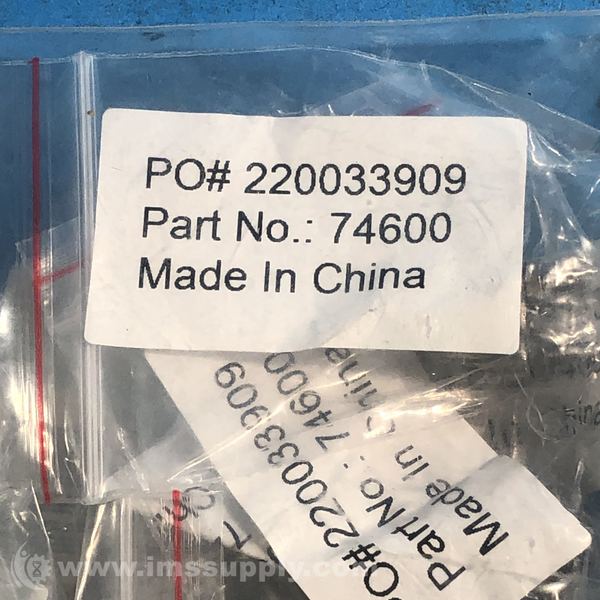 PO# 220033909
Part No.: 74600
Made In China
PO# 220033909
Part No.: 74600
Made In China
www.imssupply.com